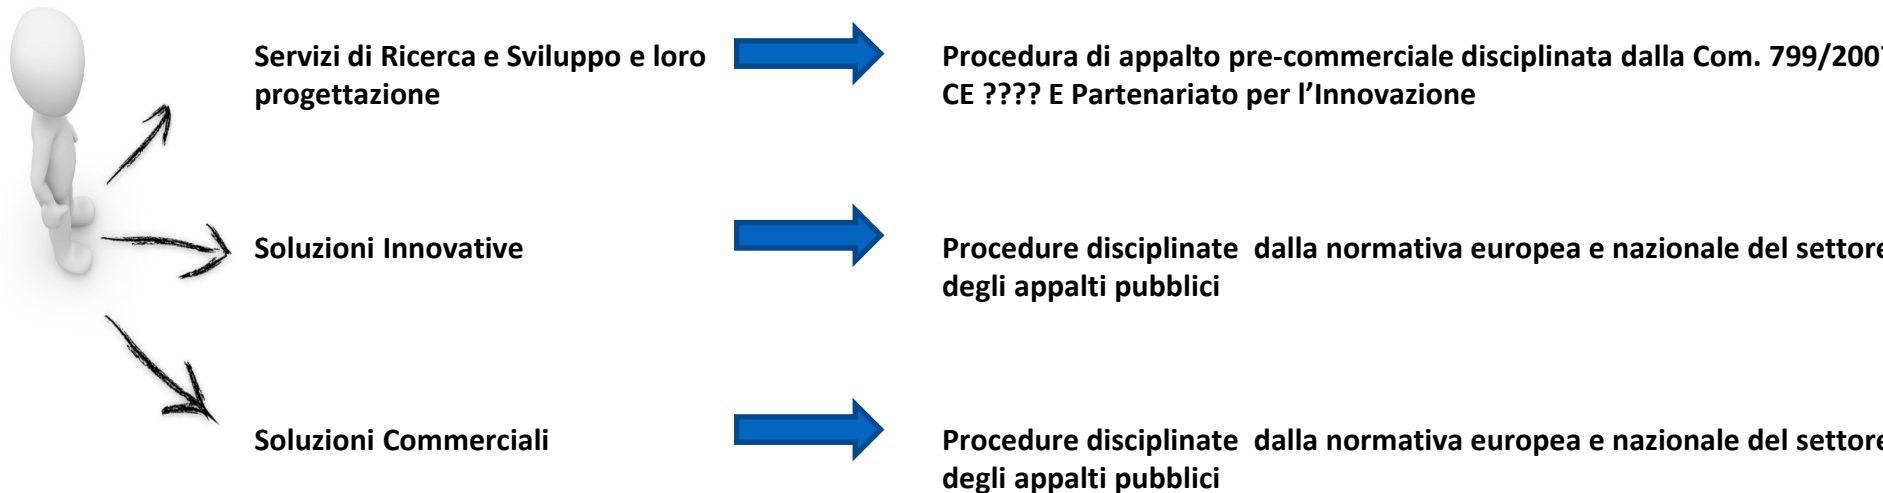 Servizi di Ricerca e Sviluppo e loro
progettazione
Procedura di appalto pre-commerciale disciplinata dalla Com. 799/2007
CE ???? E Partenariato per l’Innovazione
Soluzioni Innovative
Procedure disciplinate  dalla normativa europea e nazionale del settore
degli appalti pubblici
Soluzioni Commerciali
Procedure disciplinate  dalla normativa europea e nazionale del settore
degli appalti pubblici